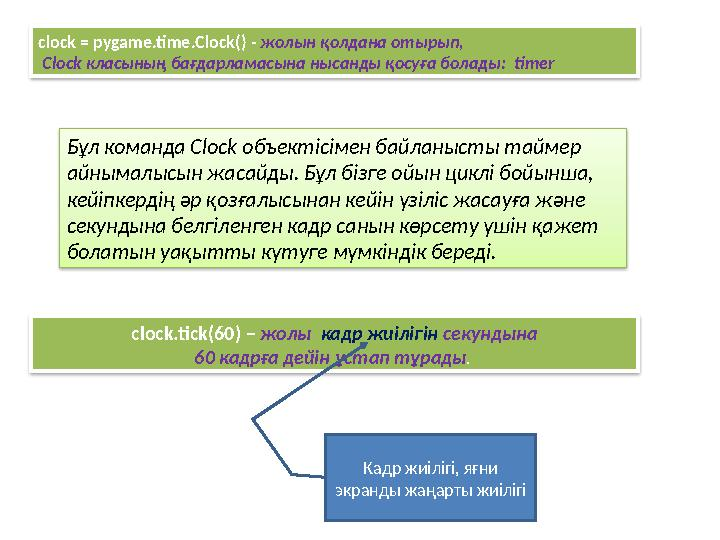 clock = pygame.time.Clock() - жолын қолдана отырып,
Clock класының бағдарламасына нысанды қосуға болады: timer
Бұл команда Clock объектісімен байланысты таймер
айнымалысын жасайды. Бұл бізге ойын циклі бойынша,
кейіпкердің әр қозғалысынан кейін үзіліс жасауға және
секундына белгіленген кадр санын көрсету үшін қажет
болатын уақытты күтуге мүмкіндік береді.
clock.tick(60) – жолы кадр жиілігін секундына
60 кадрға дейін ұстап тұрады.
Кадр жиілігі, яғни
экранды жаңарты жиілігі